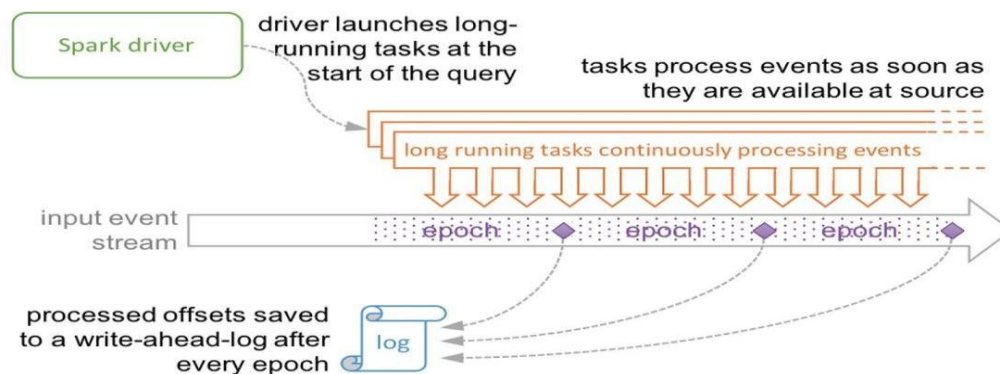 Spark driver
driver launches long-
running tasks at the
start of the query
tasks process events as soon as
they are available at source
long running tasks continuously processing events
input event
stream
epoch epoch epoch
processed offsets saved
to a write-ahead-log after
every epoch
log